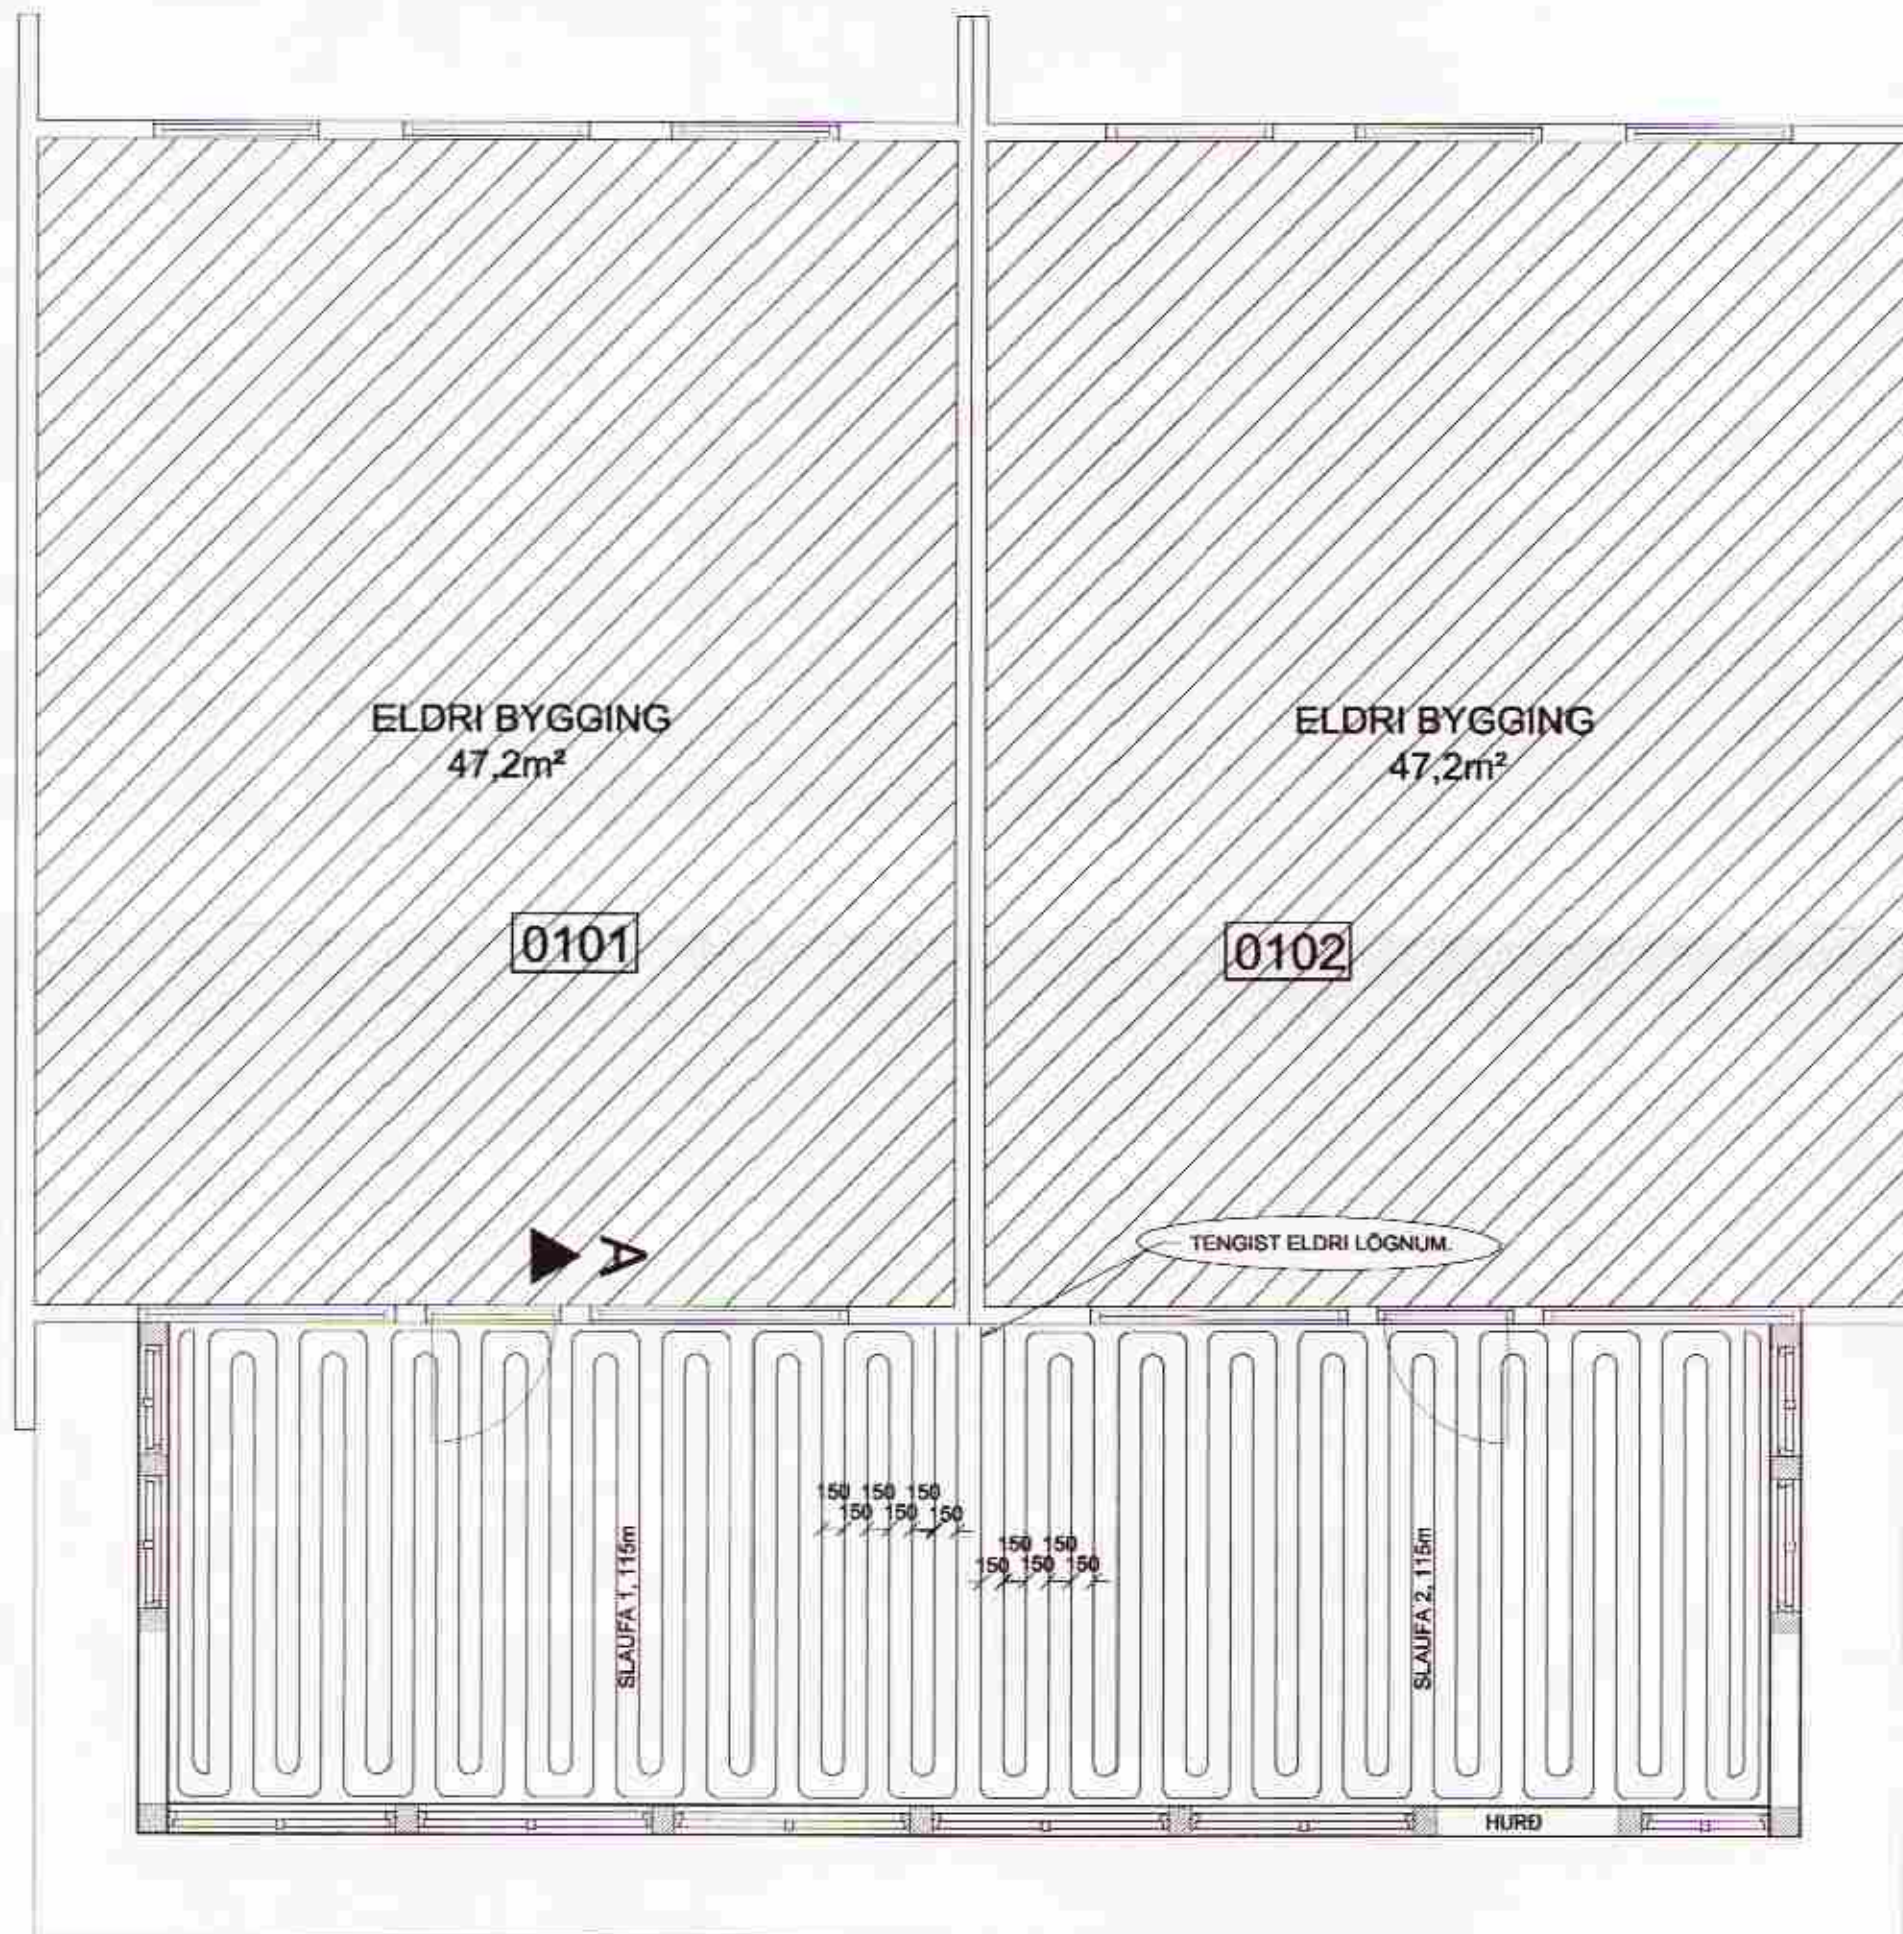 ELDRI BYGGING
47,2m²
ELDRI BYGGING
47,2m²
0101
0102
A
TENGIST ELDRI LÖGNUM.
150 150 150
150 150 150
150 150
150 150 150
SLAUFA 1, 115m
SLAUFA 2, 115m
HURÐ